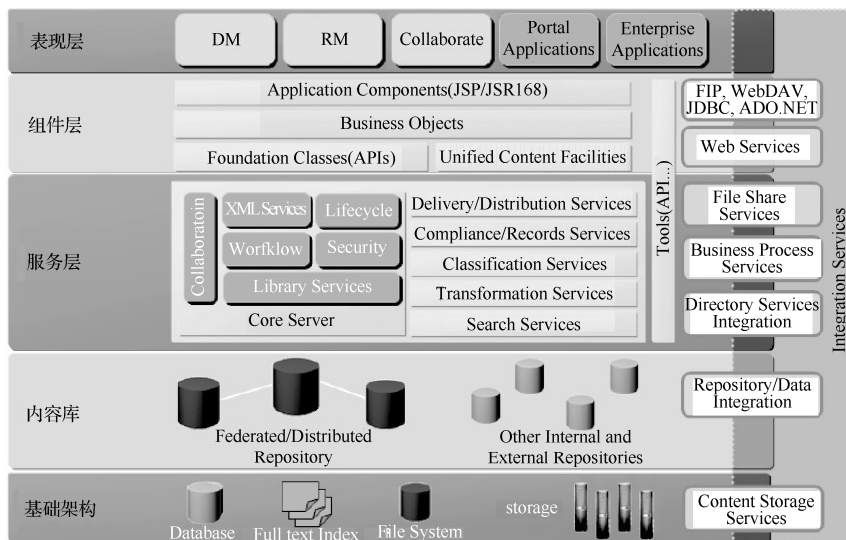 表现层
DM
RM
Collaborate
Portal
Applications
Enterprise
Applications
组件层
Application Components(JSP/JSR168)
Business Objects
Foundation Classes(APIs)
Unified Content Facilities
Tools(API...)
FIP, WebDAV,
JDBC, ADO.NET
Web Services
服务层
Collaboratoin
XML Services
Lifecycle
Worfklow
Security
Library Services
Core Server
Delivery/Distribution Services
Compliance/Records Services
Classification Services
Transformation Services
Search Services
File Share
Services
Business Process
Services
Directory Services
Integration
Integration Services
内容库
Federated/Distributed
Repository
Other Internal and
External Repositories
Repository/Data
Integration
基础架构
Database
Full text Index
File System
storage
Content Storage
Services